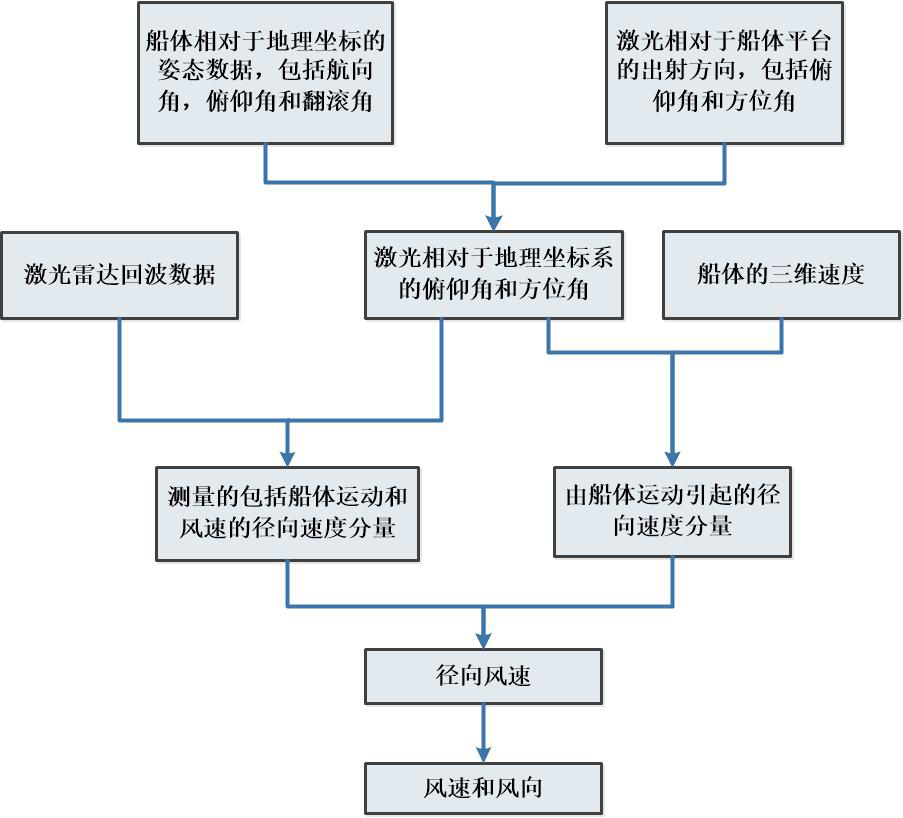 船体相对于地理坐标的
姿态数据，包括航向
角，俯仰角和翻滚角
激光相对于船体平台
的出射方向，包括俯
仰角和方位角
激光雷达回波数据
激光相对于地理坐标系
的俯仰角和方位角
船体的三维速度
测量的包括船体运动和
风速的径向速度分量
由船体运动引起的径
向速度分量
径向风速
风速和风向